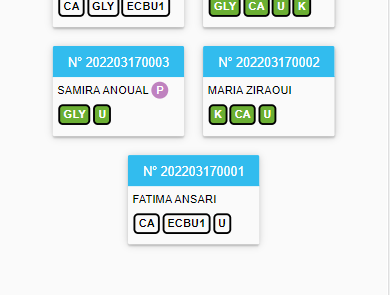 CA GLY ECBU1
GLY CA U K
N° 202203170003
SAMIRA ANOUAL P
GLY U
N° 202203170002
MARIA ZIRAOUI
K CA U
N° 202203170001
FATIMA ANSARI
CA ECBU1 U